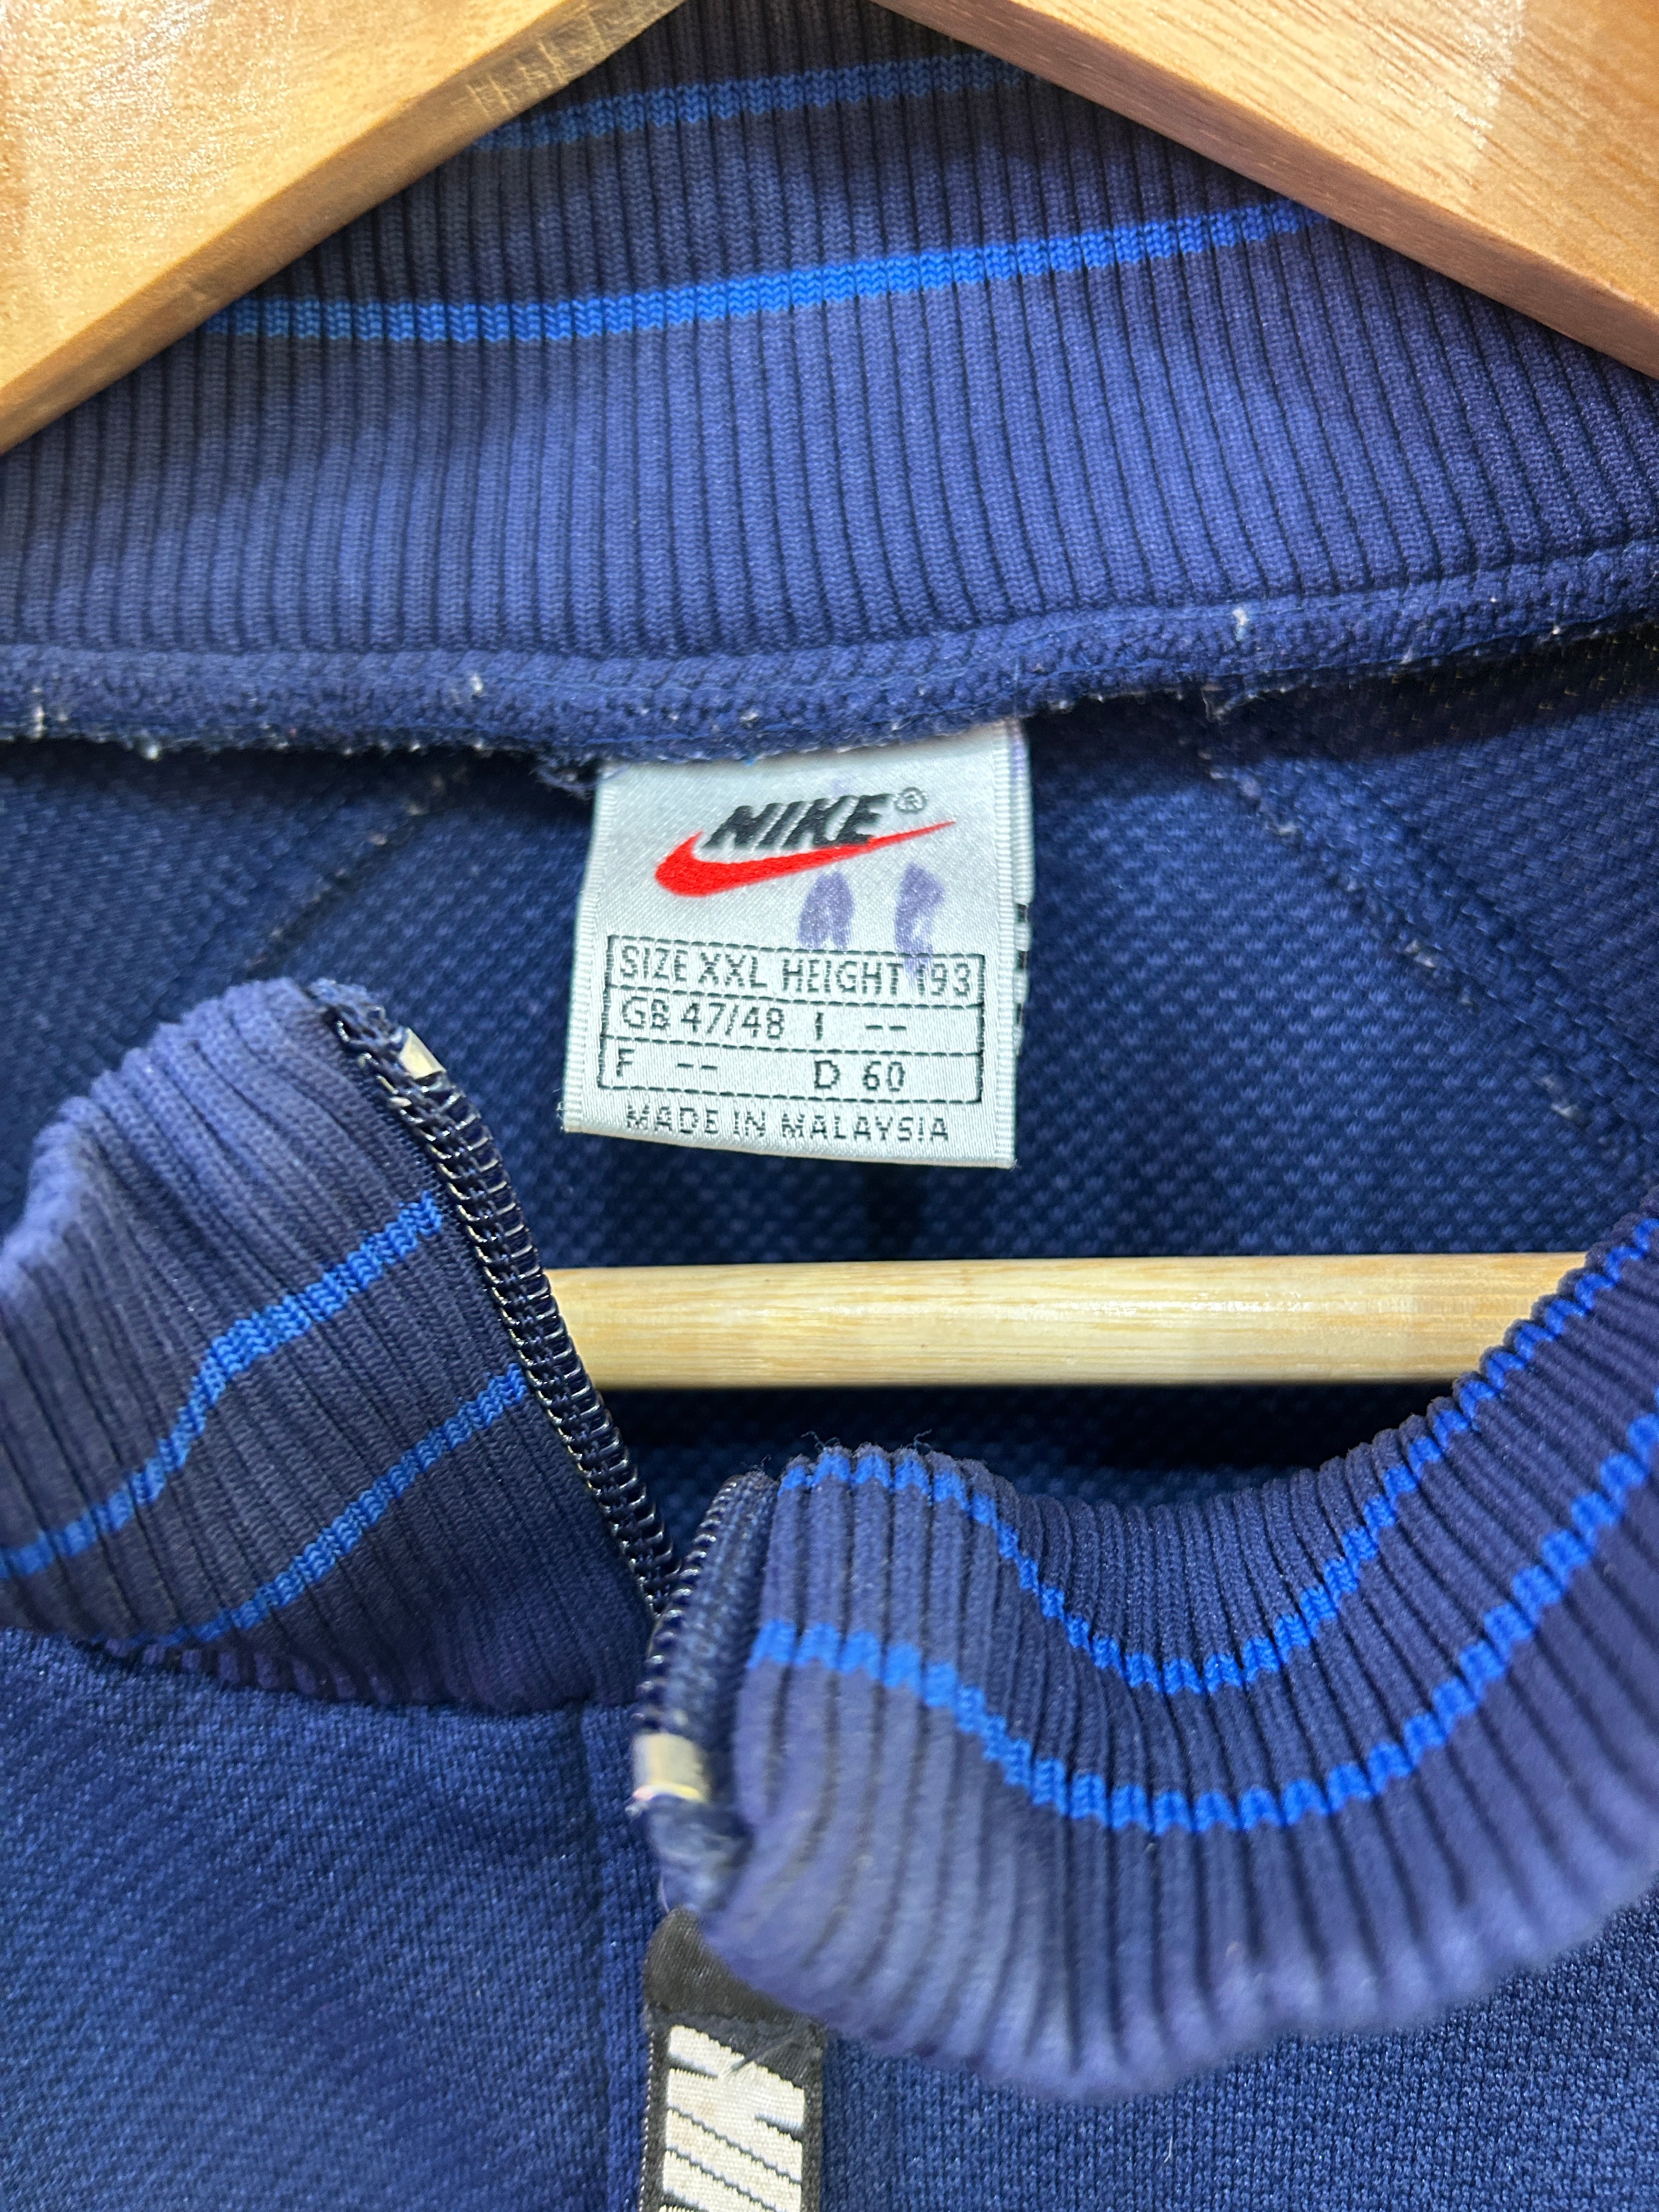 NIKE®
SIZE XXL HEIGHT 193
GB 47/48 I --
F -- D 60
MADE IN MALAYSIA